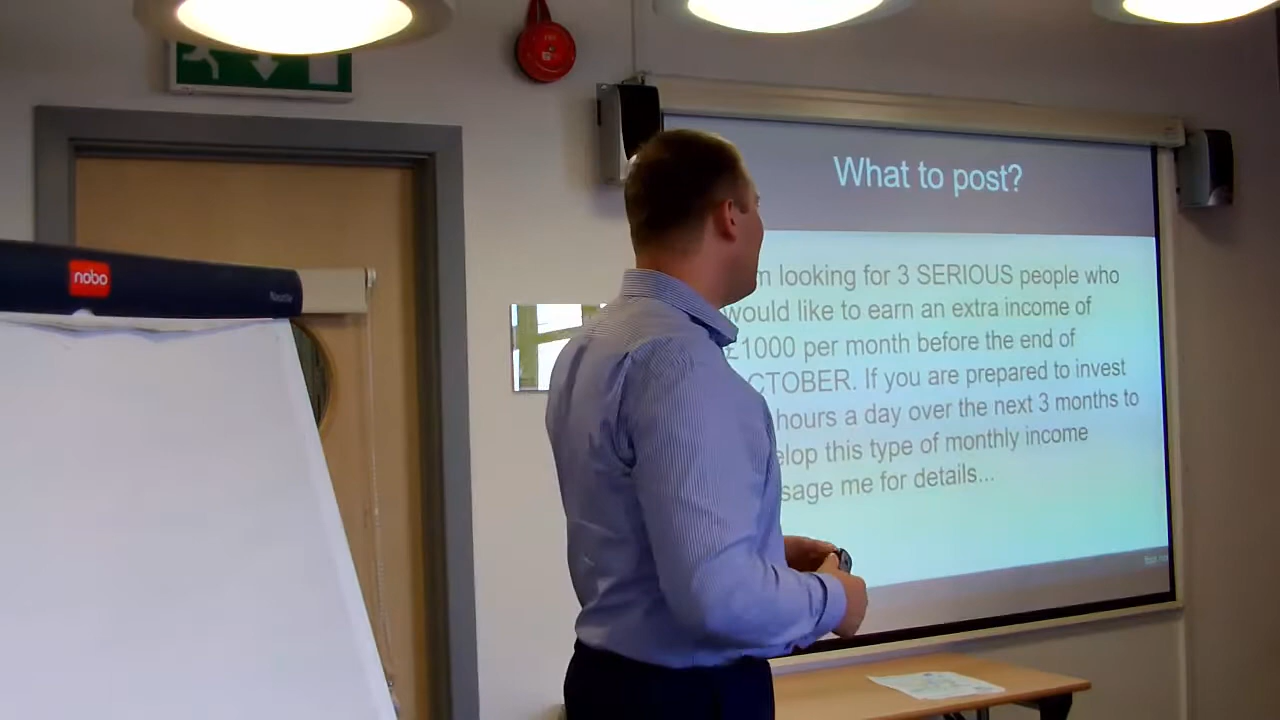 nobo
What to post?
m looking for 3 SERIOUS people who
would like to earn an extra income of
£1000 per month before the end of
CTOBER. If you are prepared to invest
hours a day over the next 3 months to
elop this type of monthly income
sage me for details...